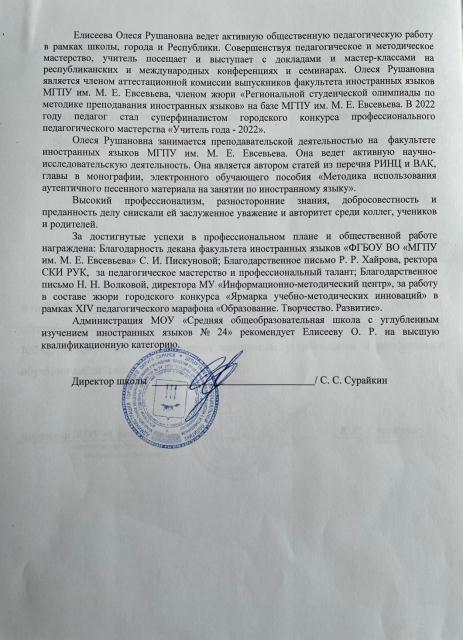 Елисеева Олеся Рушановна ведет активную общественную педагогическую работу
в рамках школы, города и Республики. Совершенствуя педагогическое и методическое
мастерство, учитель посещает и выступает с докладами и мастер-классами на
республиканских и международных конференциях и семинарах. Олеся Рушановна
является членом аттестационной комиссии выпускников факультета иностранных языков
МГПУ им. М. Е. Евсевьева, членом жюри «Региональной студенческой олимпиады по
методике преподавания иностранных языков» на базе МГПУ им. М. Е. Евсевьева. В 2022
году педагог стал суперфиналистом городского конкурса профессионального
педагогического мастерства «Учитель года - 2022».
Олеся Рушановна занимается преподавательской деятельностью на факультете
иностранных языков МГПУ им. М. Е. Евсевьева. Она ведет активную научно-
исследовательскую деятельность. Она является автором статей из перечня РИНЦ и ВАК,
главы в монографии, электронного обучающего пособия «Методика использования
аутентичного песенного материала на занятии по иностранному языку».
Высокий профессионализм, разносторонние знания, добросовестность и
преданность делу снискали ей заслуженное уважение и авторитет среди коллег, учеников
и родителей.
За достигнутые успехи в профессиональном плане и общественной работе
награждена: Благодарность декана факультета иностранных языков «ФГБОУ ВО «МГПУ
им. М. Е. Евсевьева» С. И. Пискуновой; Благодарственное письмо Р. Р. Хайрова, ректора
СКИ РУК, за педагогическое мастерство и профессиональный талант; Благодарственное
письмо Н. Н. Волковой, директора МУ «Информационно-методический центр», за работу
в составе жюри городского конкурса «Ярмарка учебно-методических инноваций» в
рамках XIV педагогического марафона «Образование. Творчество. Развитие».
Администрация МОУ «Средняя общеобразовательная школа с углубленным
изучением иностранных языков № 24» рекомендует Елисееву О. Р. на высшую
квалификационную категорию.
Директор школы / С. С. Сурайкин